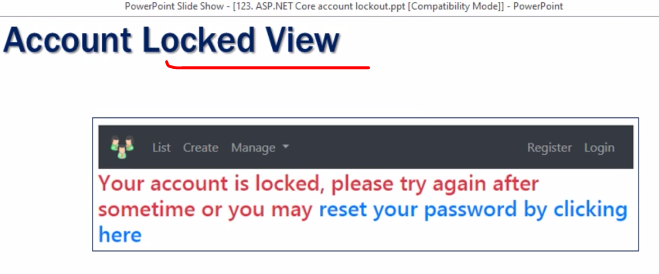 PowerPoint Slide Show - [123. ASP.NET Core account lockout.ppt [Compatibility Mode]] - PowerPoint
Account Locked View
List Create Manage Register Login
Your account is locked, please try again after
sometime or you may reset your password by clicking
here